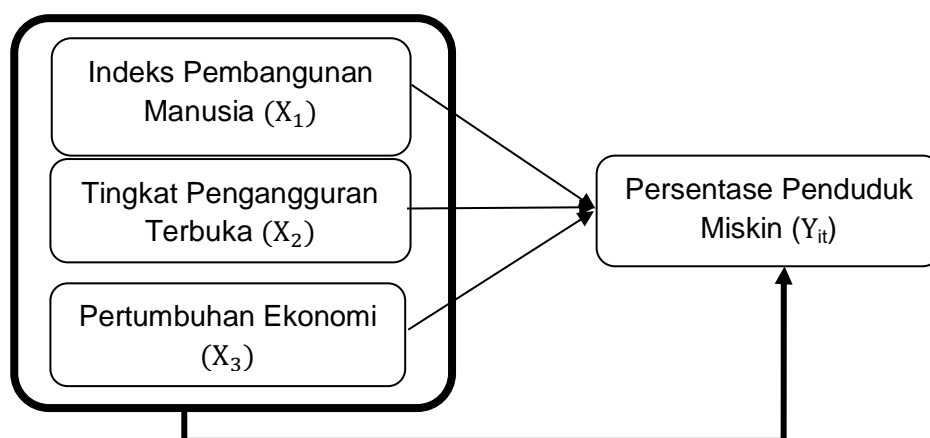 Indeks Pembangunan
Manusia (X₁)
Tingkat Pengangguran
Terbuka (X₂)
Pertumbuhan Ekonomi
(X₃)
Persentase Penduduk
Miskin (Yᵢₜ)